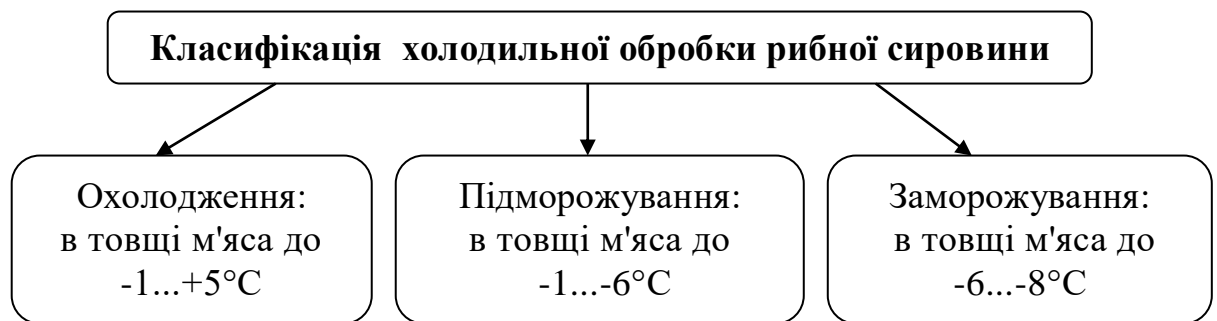 Класифікація холодильної обробки рибної сировини
Охолодження:
в товщі м'яса до
-1...+5°С
Підморожування:
в товщі м'яса до
-1...-6°С
Заморожування:
в товщі м'яса до
-6...-8°С